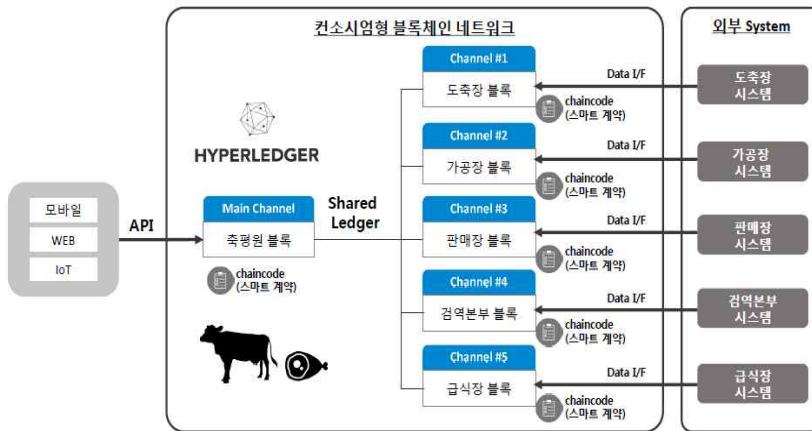 컨소시엄형 블록체인 네트워크
외부 System
HYPERLEDGER
모바일
WEB
IoT
API
Main Channel
축평원 블록
chaincode
(스마트 계약)
Shared
Ledger
Channel #1
도축장 블록
chaincode
(스마트 계약)
Data I/F
도축장
시스템
Channel #2
가공장 블록
chaincode
(스마트 계약)
Data I/F
가공장
시스템
Channel #3
판매장 블록
chaincode
(스마트 계약)
Data I/F
판매장
시스템
Channel #4
검역본부 블록
chaincode
(스마트 계약)
Data I/F
검역본부
시스템
Channel #5
급식장 블록
chaincode
(스마트 계약)
Data I/F
급식장
시스템